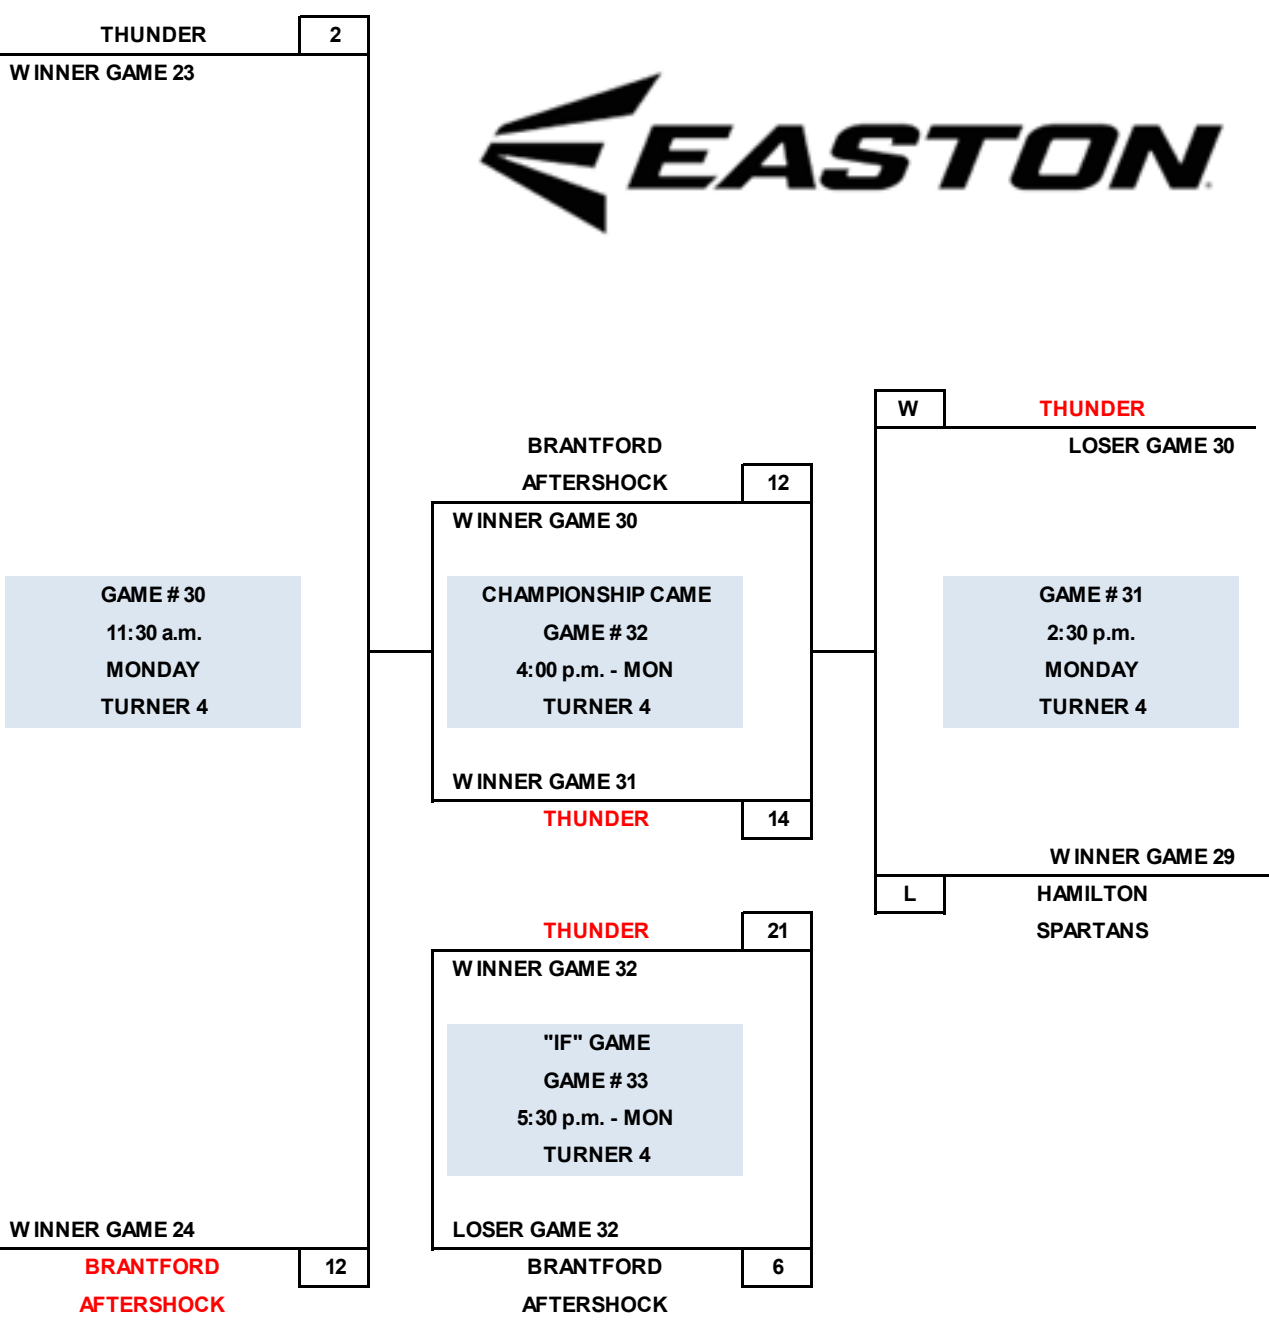 THUNDER 2
WINNER GAME 23
EASTON
W THUNDER
LOSER GAME 30
BRANTFORD
AFTERSHOCK 12
WINNER GAME 30
GAME # 30
11:30 a.m.
MONDAY
TURNER 4
CHAMPIONSHIP CAME
GAME # 32
4:00 p.m. - MON
TURNER 4
GAME # 31
2:30 p.m.
MONDAY
TURNER 4
WINNER GAME 31
THUNDER 14
WINNER GAME 29
L HAMILTON
SPARTANS
THUNDER 21
WINNER GAME 32
"IF" GAME
GAME # 33
5:30 p.m. - MON
TURNER 4
WINNER GAME 24
BRANTFORD 12
AFTERSHOCK
LOSER GAME 32
BRANTFORD 6
AFTERSHOCK